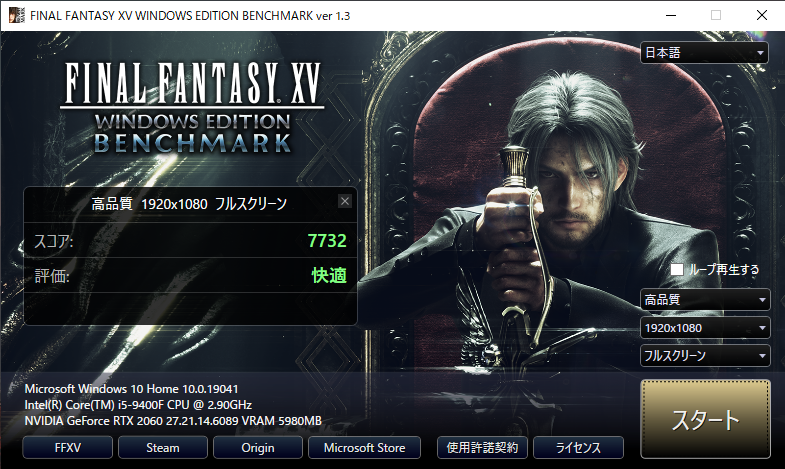 FINAL FANTASY XV WINDOWS EDITION BENCHMARK ver 1.3
日本語
FINAL FANTASY XV
WINDOWS EDITION
BENCHMARK
高品質 1920x1080 フルスクリーン
スコア: 7732
評価: 快適
ループ再生する
高品質
1920x1080
フルスクリーン
Microsoft Windows 10 Home 10.0.19041
Intel(R) Core(TM) i5-9400F CPU @ 2.90GHz
NVIDIA GeForce RTX 2060 27.21.14.6089 VRAM 5980MB
スタート
FFXV Steam Origin Microsoft Store 使用許諾契約 ライセンス